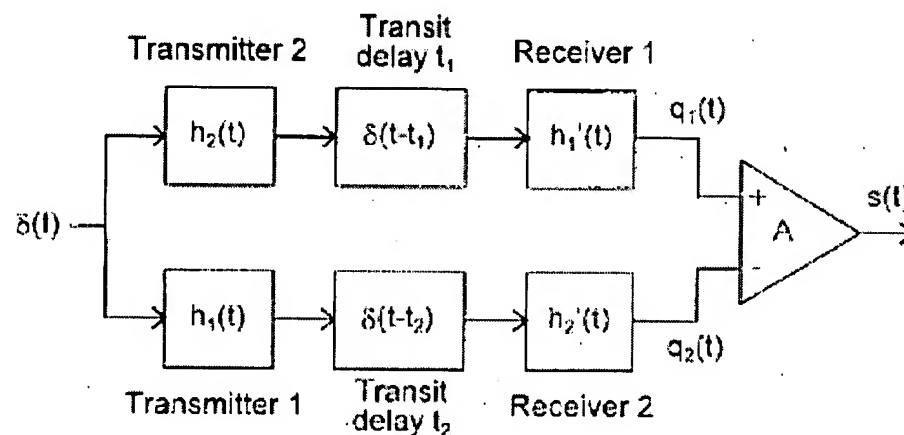 Transmitter 2
Transit
delay t₁
Receiver 1
h₂(t)
δ(t-t₁)
h₁'(t)
q₁(t)
δ(t)
+
A
-
s(t)
h₁(t)
δ(t-t₂)
h₂'(t)
q₂(t)
Transmitter 1
Transit
delay t₂
Receiver 2